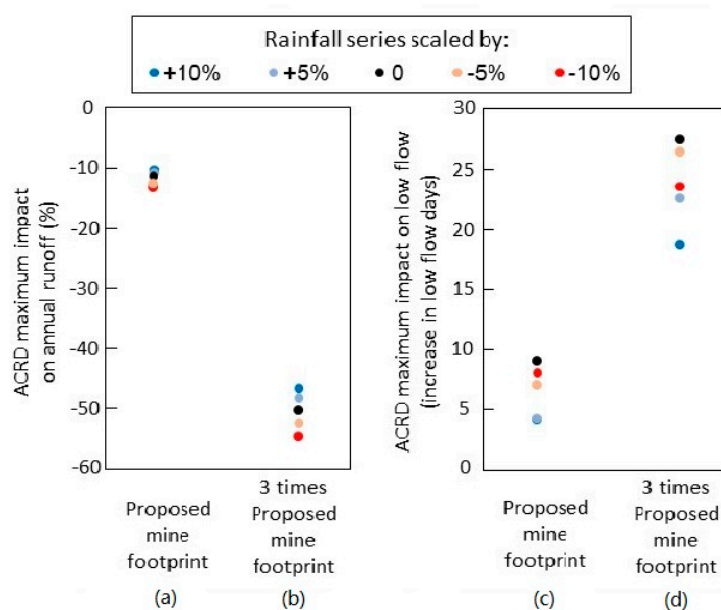 Rainfall series scaled by:
+10% +5% 0 -5% -10%
ACRD maximum impact
on annual runoff (%)
0
-10
-20
-30
-40
-50
-60
Proposed
mine
footprint
(a)
3 times
Proposed
mine
footprint
(b)
ACRD maximum impact on low flow
(increase in low flow days)
30
25
20
15
10
5
0
Proposed
mine
footprint
(c)
3 times
Proposed
mine
footprint
(d)